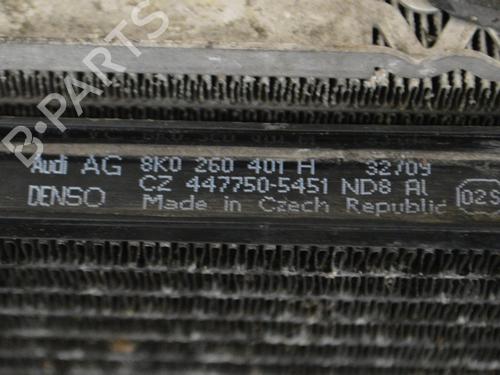 B-PARTS
Audi AG 8K0 260 401 H 32/09
DENSO CZ 447750-5451 ND8 Al
Made in Czech Republic